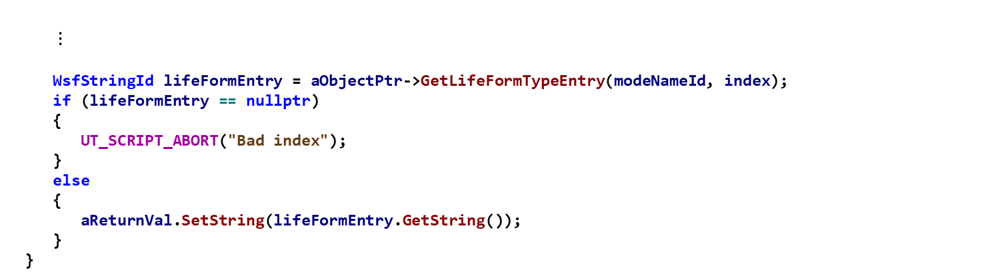 ⋮
WsfStringId lifeFormEntry = aObjectPtr->GetLifeFormTypeEntry(modeNameId, index);
if (lifeFormEntry == nullptr)
{
UT_SCRIPT_ABORT("Bad index");
}
else
{
aReturnVal.SetString(lifeFormEntry.GetString());
}
}